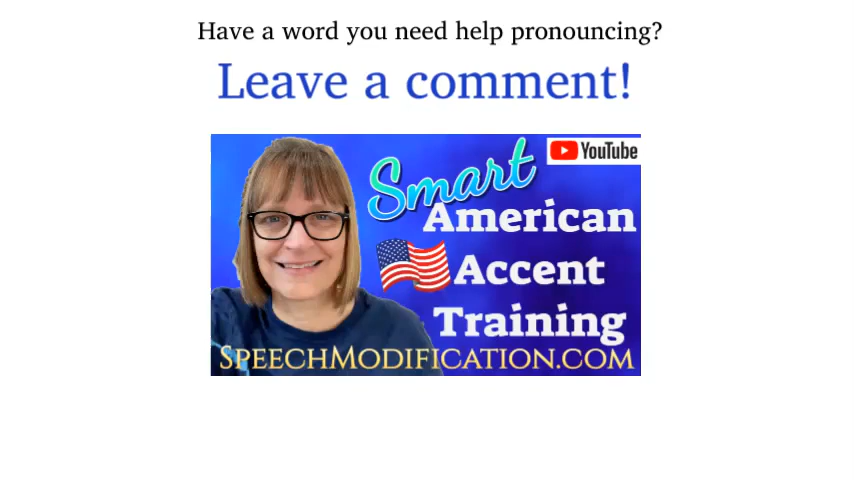 Have a word you need help pronouncing?
Leave a comment!
YouTube
Smart
American
Accent
Training
SPEECHMODIFICATION.COM